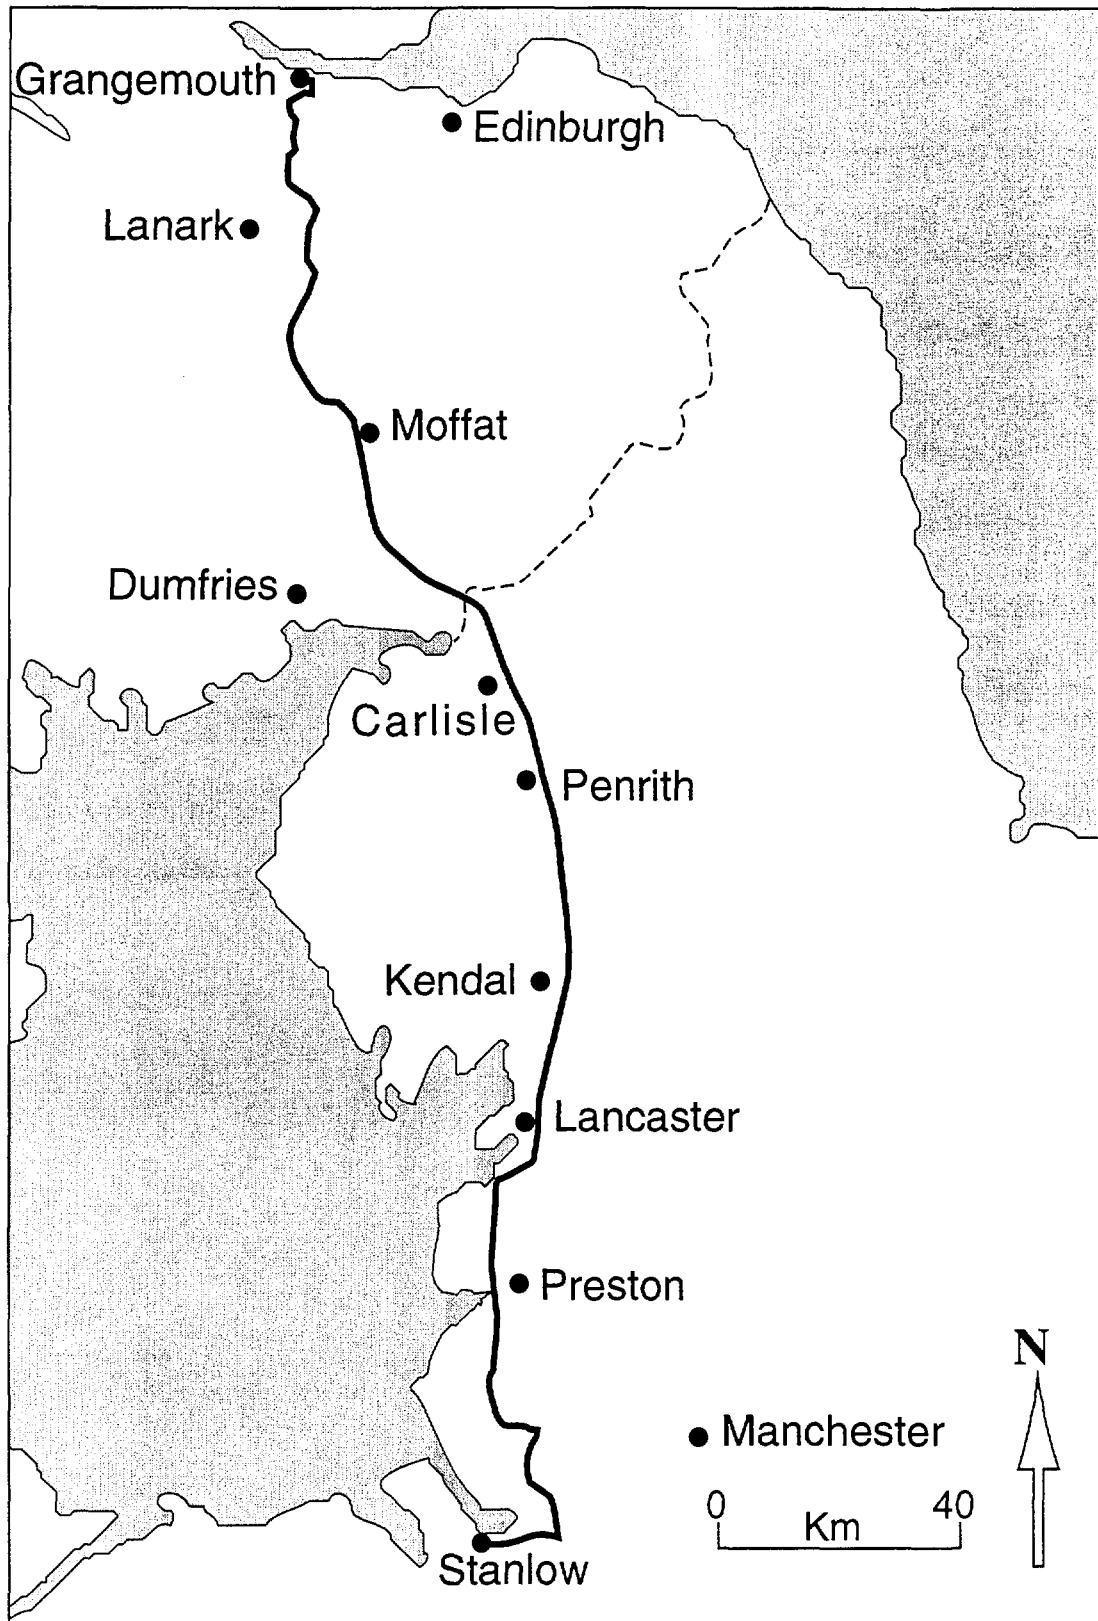 Grangemouth
Edinburgh
Lanark
Moffat
Dumfries
Carlisle
Penrith
Kendal
Lancaster
Preston
N
Manchester
0 40
Km
Stanlow